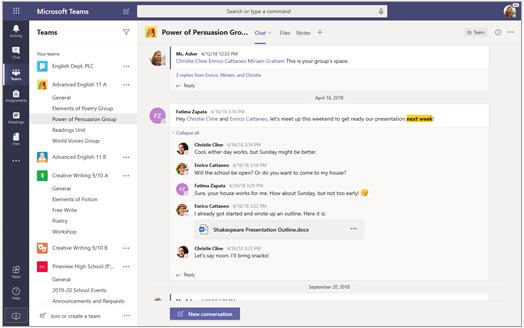 Microsoft Teams
Search or type a command
Activity
Chat
Teams
Assignments
Meetings
Files
Apps
Help
Teams
Your teams
English Dept. PLC
Advanced English 11 A
General
Elements of Poetry Group
Power of Persuasion Group
Readings Unit
World Voices Group
Advanced English 11 B
Creative Writing 9/10 A
General
Elements of Fiction
Free Write
Poetry
Workshop
Creative Writing 9/10 B
Pineview High School (P...
General
2019-20 School Events
Announcements and Requests
Join or create a team
Power of Persuasion Gro...
Chat
Files
Notes
Team
Ms. Asher 4/12/18 12:33 PM
Christie Cline Enrico Cattaneo Miriam Graham This is your group's space.
3 replies from Enrico, Miriam, and Christie
Reply
April 16, 2018
FZ
Fatima Zapata 4/16/18 3:16 PM
Hey Christie Cline and Enrico Cattaneo, let's meet up this weekend to get ready our presentation next week!
Collapse all
Christie Cline 4/16/18 3:16 PM
Cool. either day works, but Sunday might be better.
Enrico Cattaneo 4/16/18 3:18 PM
Will the school be open? Or do you want to come to my house?
FZ
Fatima Zapata 4/16/18 3:20 PM
Sure, your house works for me. How about Sunday, but not too early!
Enrico Cattaneo 4/16/18 3:22 PM
I already got started and wrote up an outline. Here it is:
Shakespeare Presentation Outline.docx
Christie Cline 4/16/18 3:23 PM
Let's say noon. I'll bring snacks!
Reply
September 20, 2018
New conversation